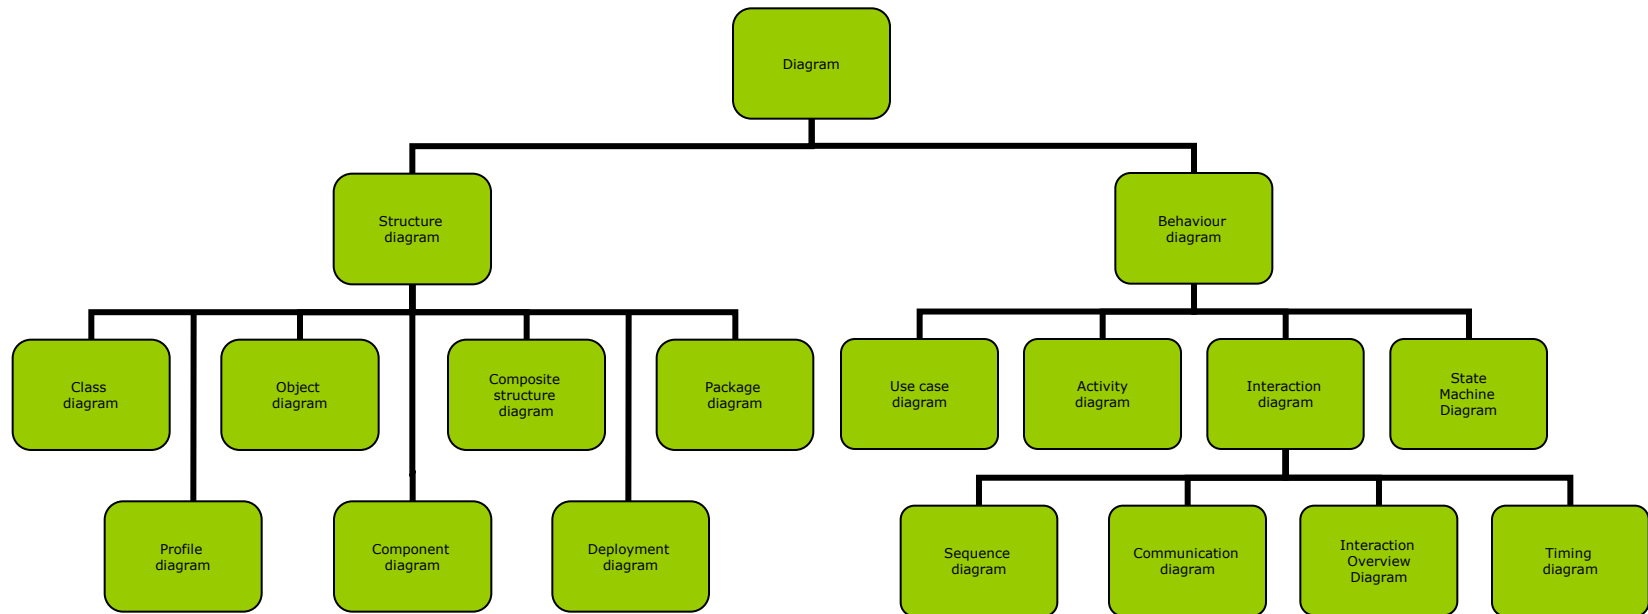 Diagram
Structure
diagram
Behaviour
diagram
Class
diagram
Object
diagram
Composite
structure
diagram
Package
diagram
Use case
diagram
Activity
diagram
Interaction
diagram
State
Machine
Diagram
Profile
diagram
Component
diagram
Deployment
diagram
Sequence
diagram
Communication
diagram
Interaction
Overview
Diagram
Timing
diagram